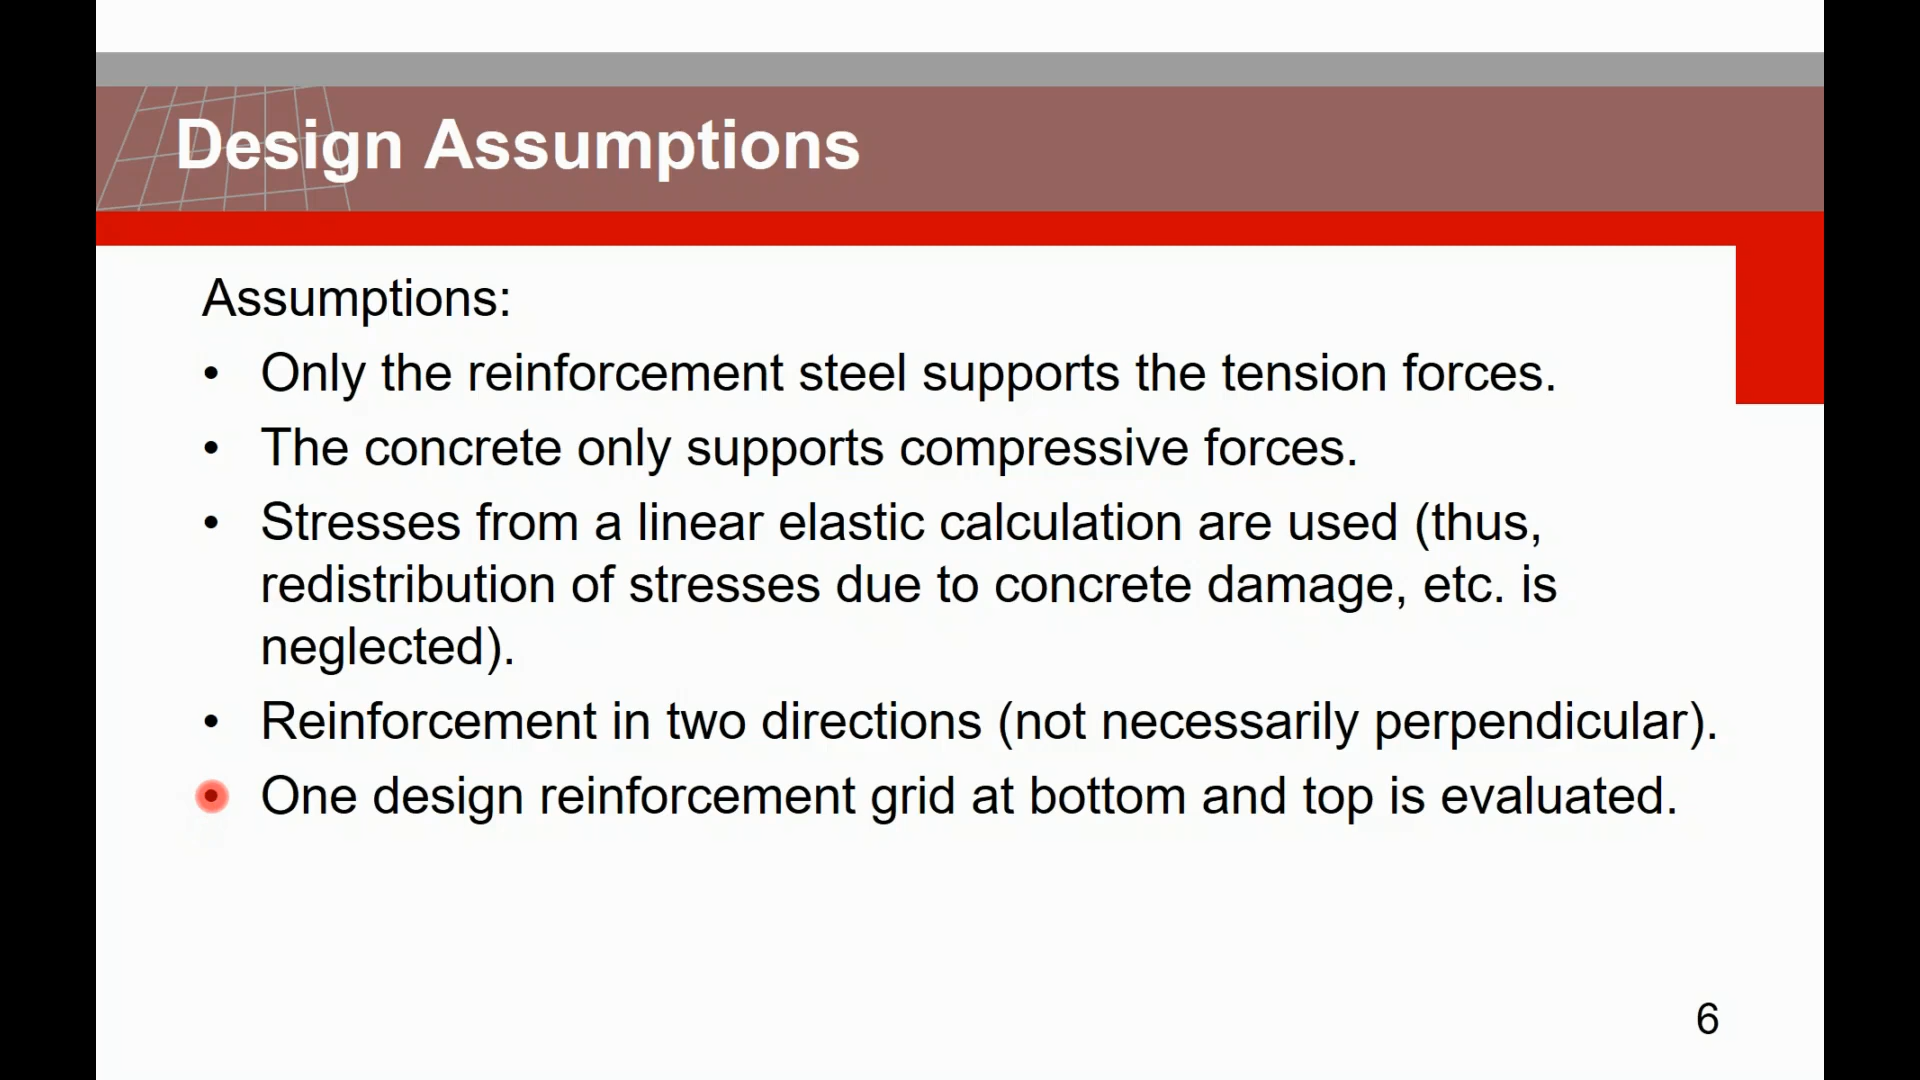 Design Assumptions
Assumptions:
• Only the reinforcement steel supports the tension forces.
• The concrete only supports compressive forces.
• Stresses from a linear elastic calculation are used (thus,
redistribution of stresses due to concrete damage, etc. is
neglected).
• Reinforcement in two directions (not necessarily perpendicular).
• One design reinforcement grid at bottom and top is evaluated.
6